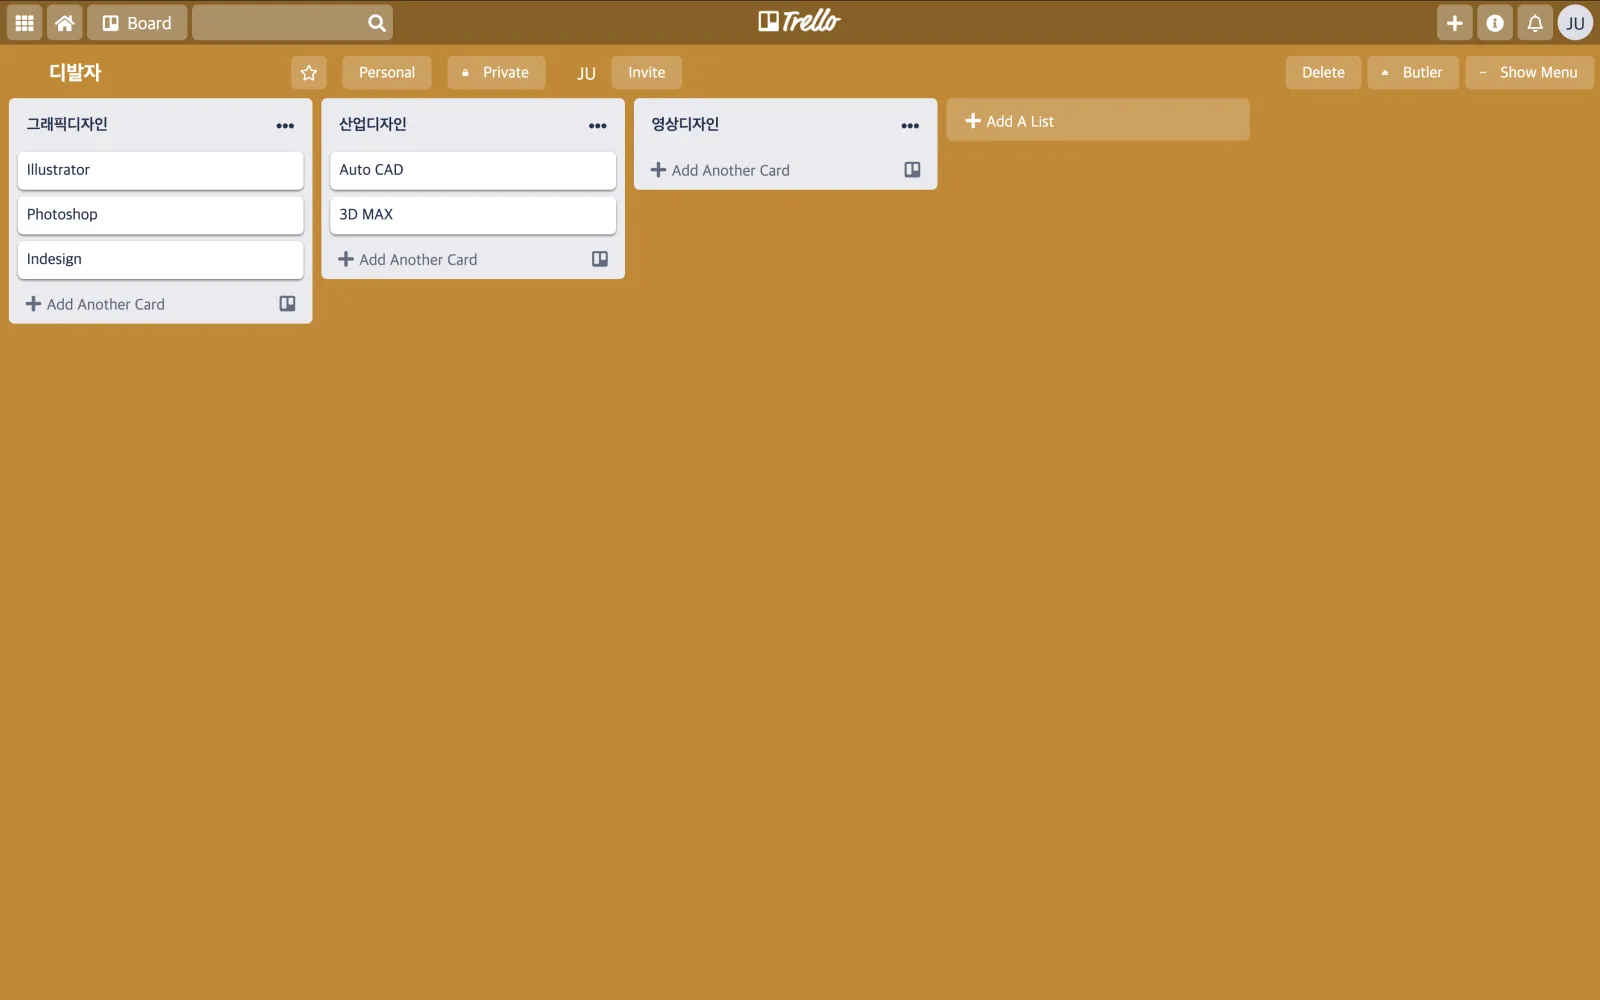 Board
Trello
JU
디발자
Personal
Private
JU
Invite
Delete
Butler
Show Menu
그래픽디자인
Illustrator
Photoshop
Indesign
Add Another Card
산업디자인
Auto CAD
3D MAX
Add Another Card
영상디자인
Add Another Card
Add A List